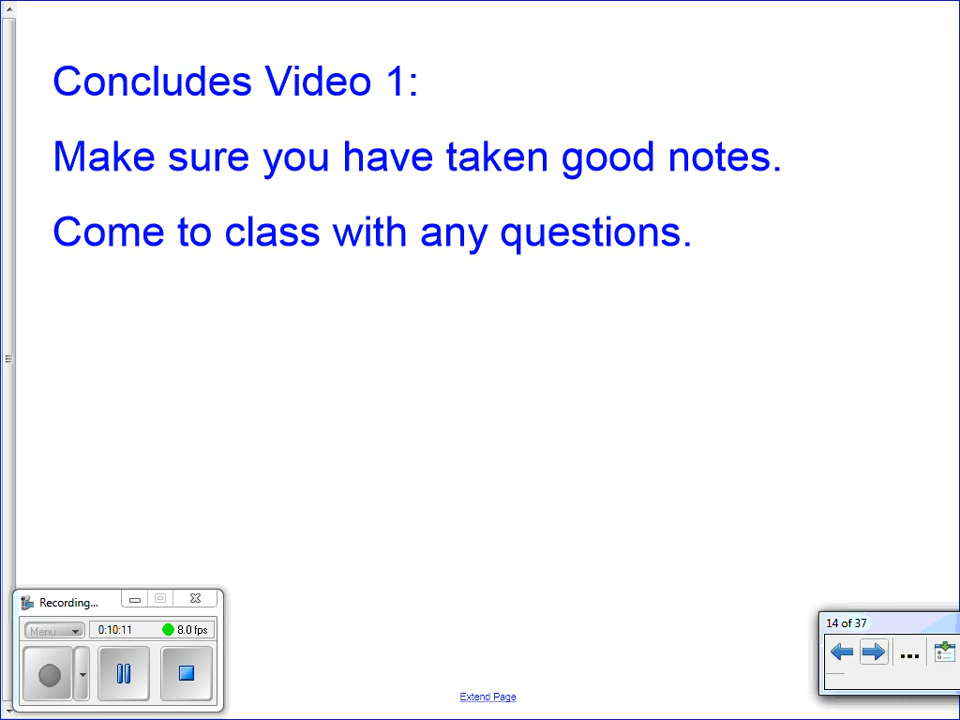 Concludes Video 1:
Make sure you have taken good notes.
Come to class with any questions.
Recording...
Menu
0:10:11
8.0 fps
14 of 37
...
Extend Page